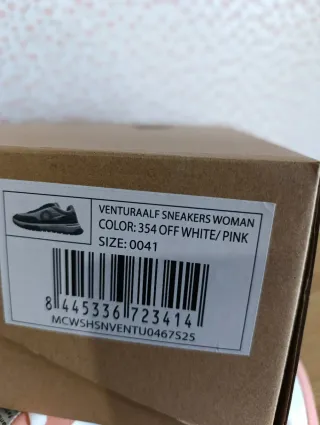 VENTURAALF SNEAKERS WOMAN
COLOR: 354 OFF WHITE/ PINK
SIZE: 0041
8 445336 723414
MCWSHSNVENTU0467S25